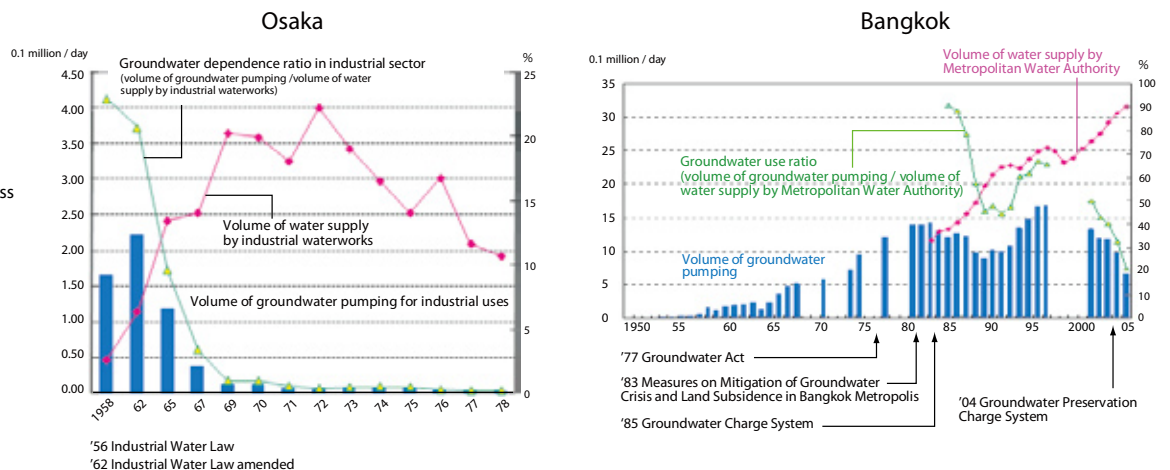 ss
Osaka
0.1 million / day
%
Groundwater dependence ratio in industrial sector
(volume of groundwater pumping /volume of water
supply by industrial waterworks)
4.50
4.00
3.50
3.00
2.50
2.00
1.50
1.00
0.50
0.00
25
20
15
10
5
0
Volume of water supply
by industrial waterworks
Volume of groundwater pumping for industrial uses
1958
62
65
67
69
70
71
72
73
74
75
76
77
78
'56 Industrial Water Law
'62 Industrial Water Law amended
Bangkok
0.1 million / day
%
Volume of water supply by
Metropolitan Water Authority
35
30
25
20
15
10
5
0
100
90
80
70
60
50
40
30
20
10
0
Groundwater use ratio
(volume of groundwater pumping / volume of
water supply by Metropolitan Water Authority)
Volume of groundwater
pumping
1950
55
60
65
70
75
80
85
90
95
2000
05
'77 Groundwater Act
'83 Measures on Mitigation of Groundwater
Crisis and Land Subsidence in Bangkok Metropolis
'85 Groundwater Charge System
'04 Groundwater Preservation
Charge System